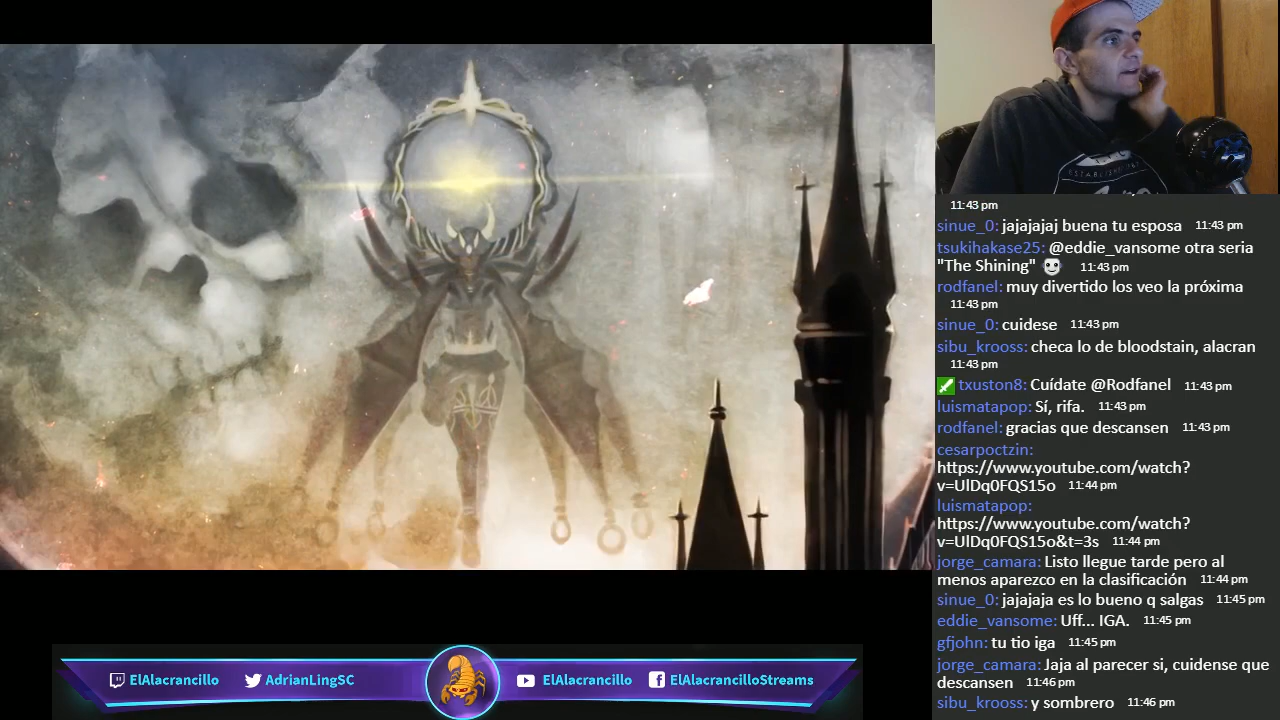 11:43 pm
sinue_0: jajajajaj buena tu esposa 11:43 pm
tsukihakase25: @eddie_vansome otra seria
"The Shining" 11:43 pm
rodfanel: muy divertido los veo la próxima
11:43 pm
sinue_0: cuidese 11:43 pm
sibu_krooss: checa lo de bloodstain, alacran
11:43 pm
txuston8: Cuídate @Rodfanel 11:43 pm
luismatapop: Sí, rifa. 11:43 pm
rodfanel: gracias que descansen 11:43 pm
cesarpoctzin:
https://www.youtube.com/watch?
v=UlDq0FQS15o 11:44 pm
luismatapop:
https://www.youtube.com/watch?
v=UlDq0FQS15o&t=3s 11:44 pm
jorge_camara: Listo llegue tarde pero al
menos aparezco en la clasificación 11:44 pm
sinue_0: jajajaja es lo bueno q salgas 11:45 pm
eddie_vansome: Uff... IGA. 11:45 pm
gfjohn: tu tio iga 11:45 pm
jorge_camara: Jaja al parecer si, cuidense que
descansen 11:46 pm
sibu_krooss: y sombrero 11:46 pm
ElAlacrancillo AdrianLingSC ElAlacrancillo ElAlacrancilloStreams